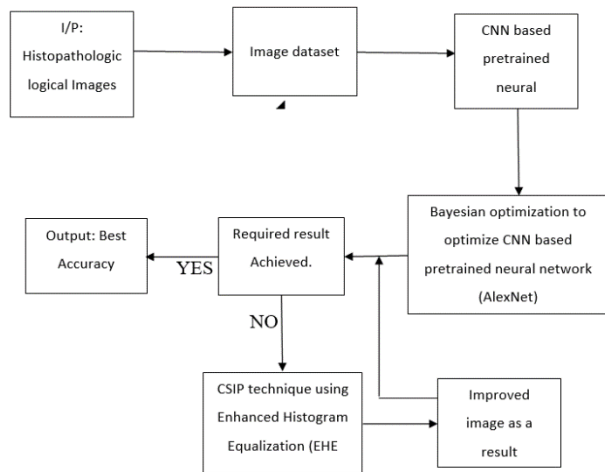 I/P:
Histopathologic
logical Images
Image dataset
CNN based
pretrained
neural
Bayesian optimization to
optimize CNN based
pretrained neural network
(AlexNet)
Required result
Achieved.
YES
Output: Best
Accuracy
NO
CSIP technique using
Enhanced Histogram
Equalization (EHE
Improved
image as a
result